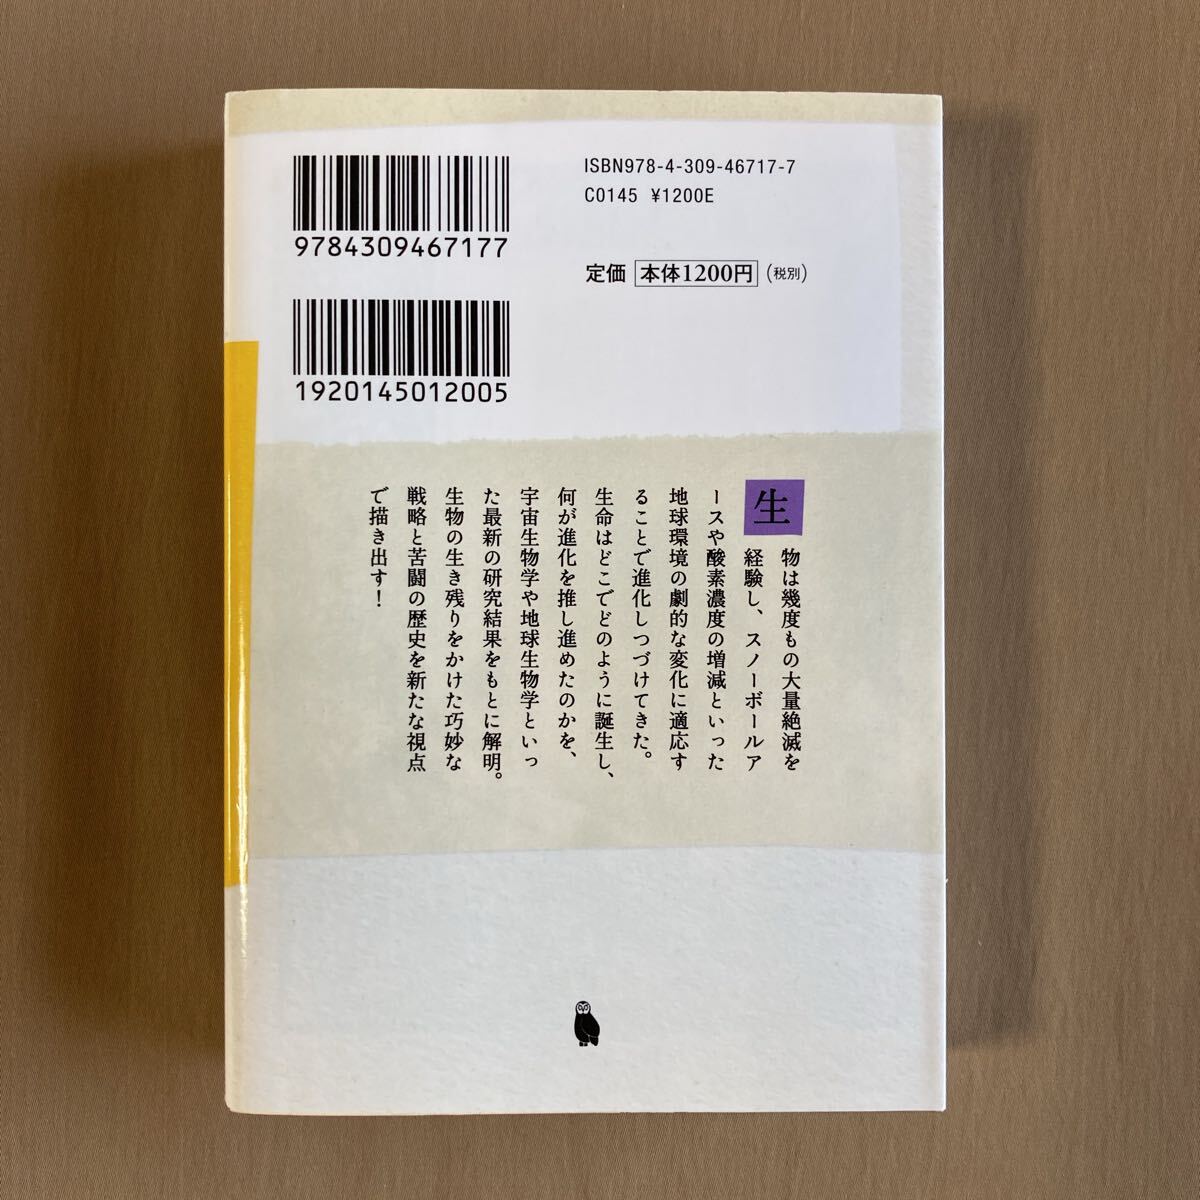 ISBN978-4-309-46717-7
C0145 ¥1200E
9784309467177
定価 本体1200円（税別）
1920145012005
生物は幾度もの大量絶滅を
経験し、スノーボールア
ースや酸素濃度の増減といった
地球環境の劇的な変化に適応す
ることで進化しつづけてきた。
生命はどこでどのように誕生し、
何が進化を推し進めたのかを、
宇宙生物学や地球生物学といっ
た最新の研究結果をもとに解明。
生物の生き残りをかけた巧妙な
戦略と苦闘の歴史を新たな視点
で描き出す！